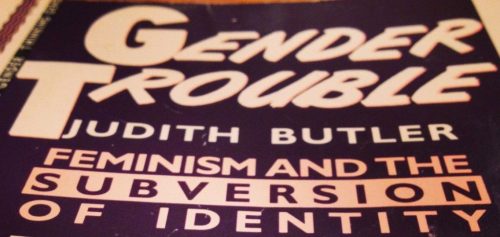 GENDER
TROUBLE
JUDITH BUTLER
FEMINISM AND THE
SUBVERSION
OF IDENTITY